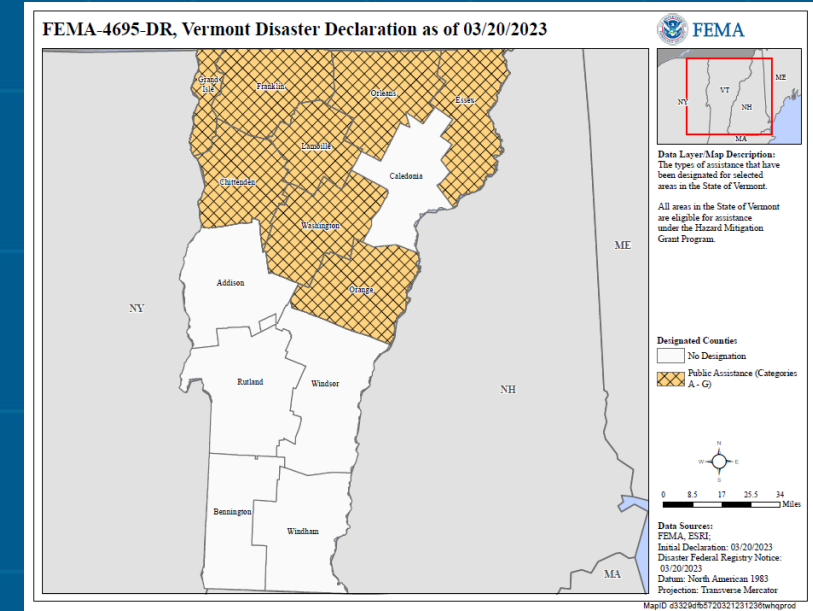 FEMA-4695-DR, Vermont Disaster Declaration as of 03/20/2023
FEMA
Grand
Isle
Franklin
Orleans
Essex
Lamoille
Caledonia
Chittenden
Washington
Orange
Addison
Rutland
Windsor
Bennington
Windham
NY
NH
ME
MA
VT
ME
NY
NH
MA
Data Layer/Map Description:
The types of assistance that have
been designated for selected
areas in the State of Vermont.
All areas in the State of Vermont
are eligible for assistance
under the Hazard Mitigation
Grant Program.
Designated Counties
No Designation
Public Assistance (Categories
A - G)
N
W E
S
0 8.5 17 25.5 34
Miles
Data Sources:
FEMA, ESRI;
Initial Declaration: 03/20/2023
Disaster Federal Registry Notice:
03/20/2023
Datum: North American 1983
Projection: Transverse Mercator
MapID d3329dfb5720321231236twhqprod